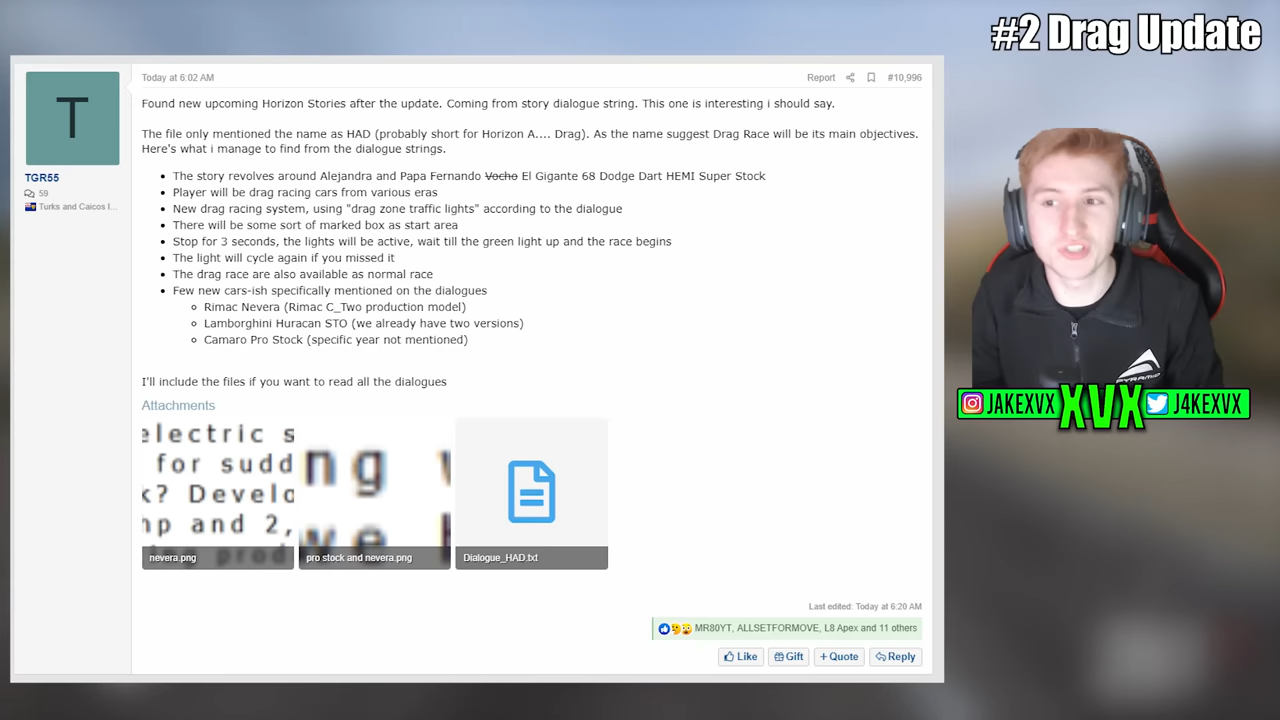 #2 Drag Update
T
Today at 6:02 AM
Report
#10,996
Found new upcoming Horizon Stories after the update. Coming from story dialogue string. This one is interesting i should say.
The file only mentioned the name as HAD (probably short for Horizon A.... Drag). As the name suggest Drag Race will be its main objectives.
Here's what i manage to find from the dialogue strings.
TGR55
59
Turks and Caicos I...
The story revolves around Alejandra and Papa Fernando Vocho El Gigante 68 Dodge Dart HEMI Super Stock
Player will be drag racing cars from various eras
New drag racing system, using "drag zone traffic lights" according to the dialogue
There will be some sort of marked box as start area
Stop for 3 seconds, the lights will be active, wait till the green light up and the race begins
The light will cycle again if you missed it
The drag race are also available as normal race
Few new cars-ish specifically mentioned on the dialogues
Rimac Nevera (Rimac C_Two production model)
Lamborghini Huracan STO (we already have two versions)
Camaro Pro Stock (specific year not mentioned)
I'll include the files if you want to read all the dialogues
Attachments
electric s
for sudd
k? Develo
hp and 2,
ng
we
nevera.png
pro stock and nevera.png
Dialogue_HAD.txt
Last edited: Today at 6:20 AM
MR80YT, ALLSETFORMOVE, L8 Apex and 11 others
Like
Gift
+ Quote
Reply
PYRAMID
JAKEXVX
XVX
J4KEXVX